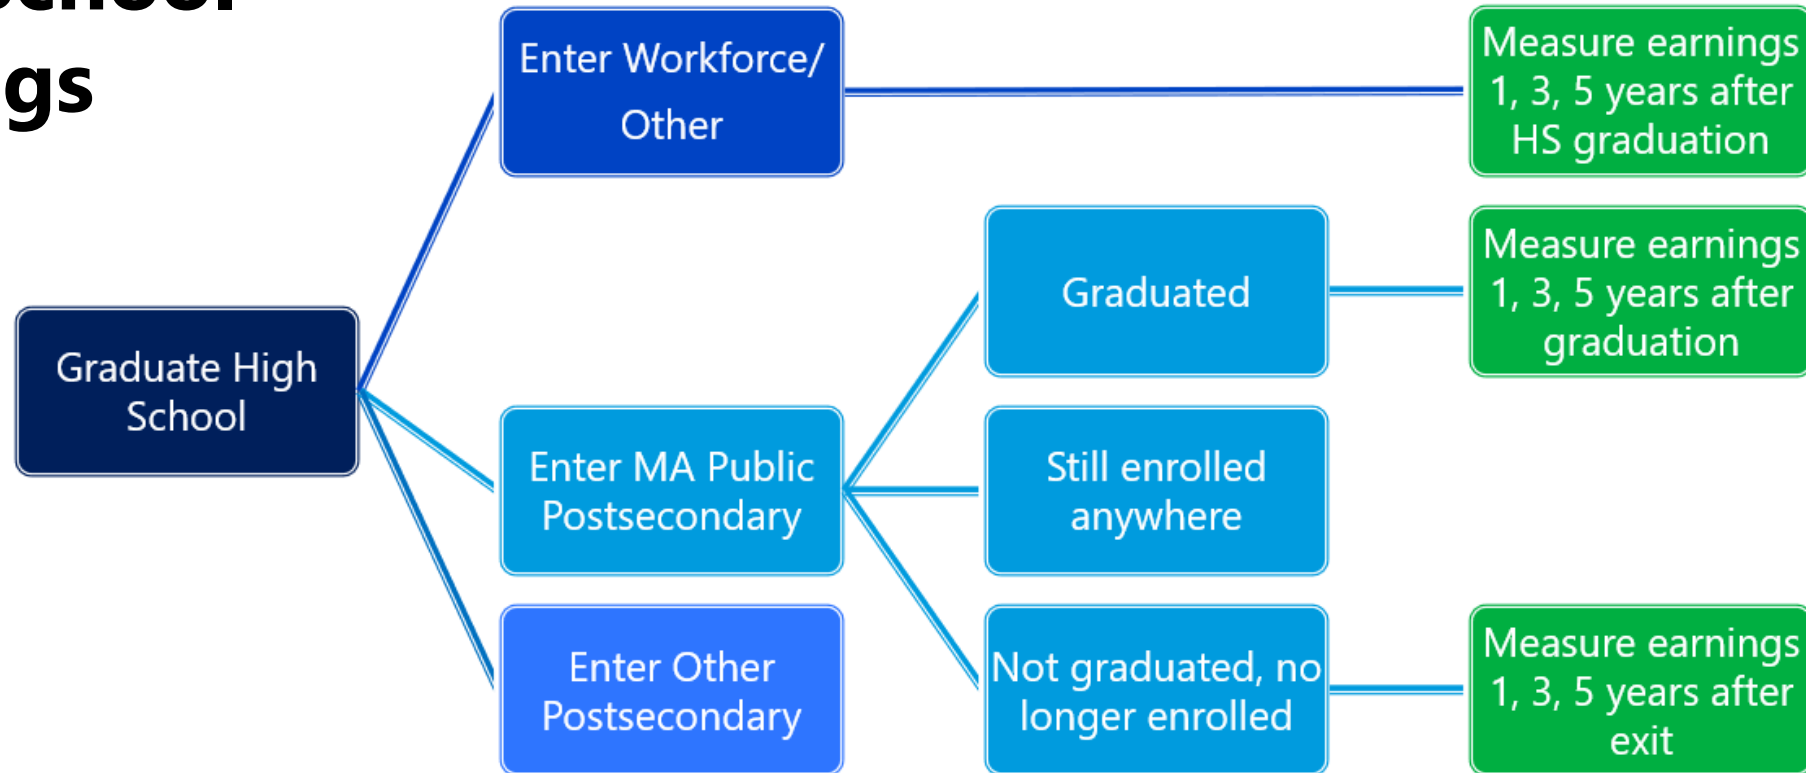 gs
Enter Workforce/
Other
Measure earnings
1, 3, 5 years after
HS graduation
Graduated
Measure earnings
1, 3, 5 years after
graduation
Graduate High
School
Enter MA Public
Postsecondary
Still enrolled
anywhere
Enter Other
Postsecondary
Not graduated, no
longer enrolled
Measure earnings
1, 3, 5 years after
exit